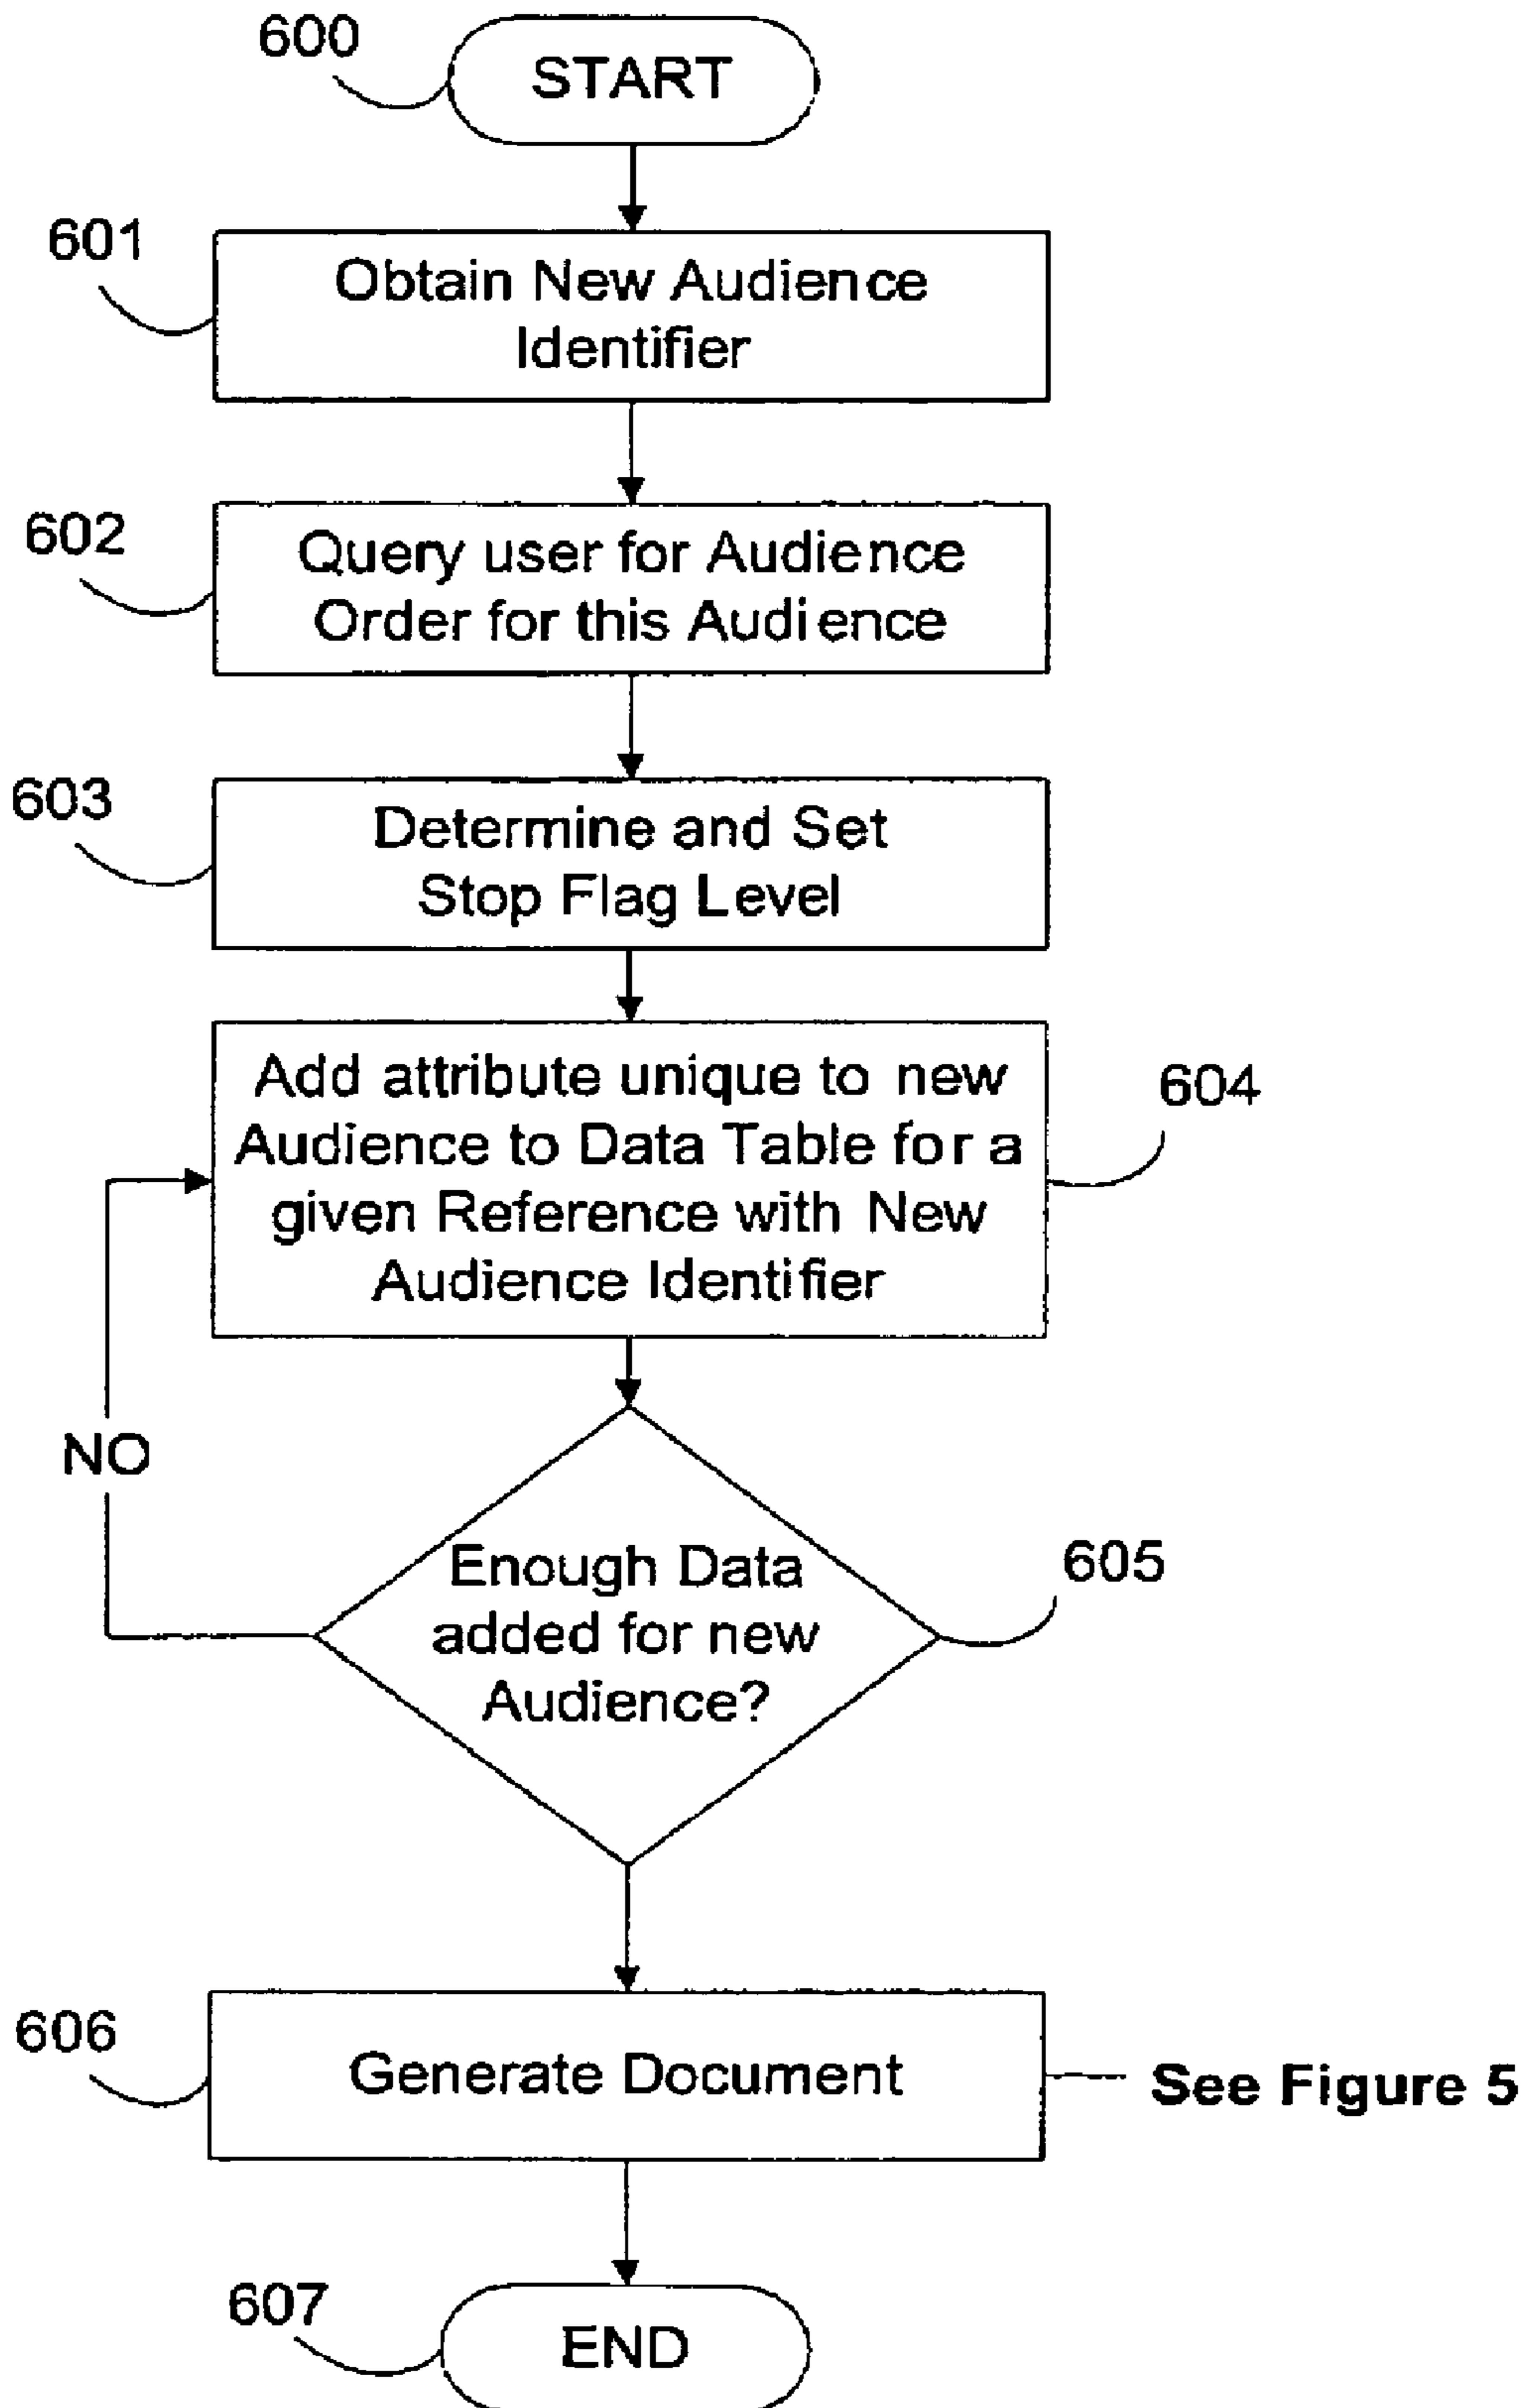 600
START
601
Obtain New Audience
Identifier
602
Query user for Audience
Order for this Audience
603
Determine and Set
Stop Flag Level
Add attribute unique to new
Audience to Data Table for a
given Reference with New
Audience Identifier
604
NO
Enough Data
added for new
Audience?
605
606
Generate Document
See Figure 5
607
END